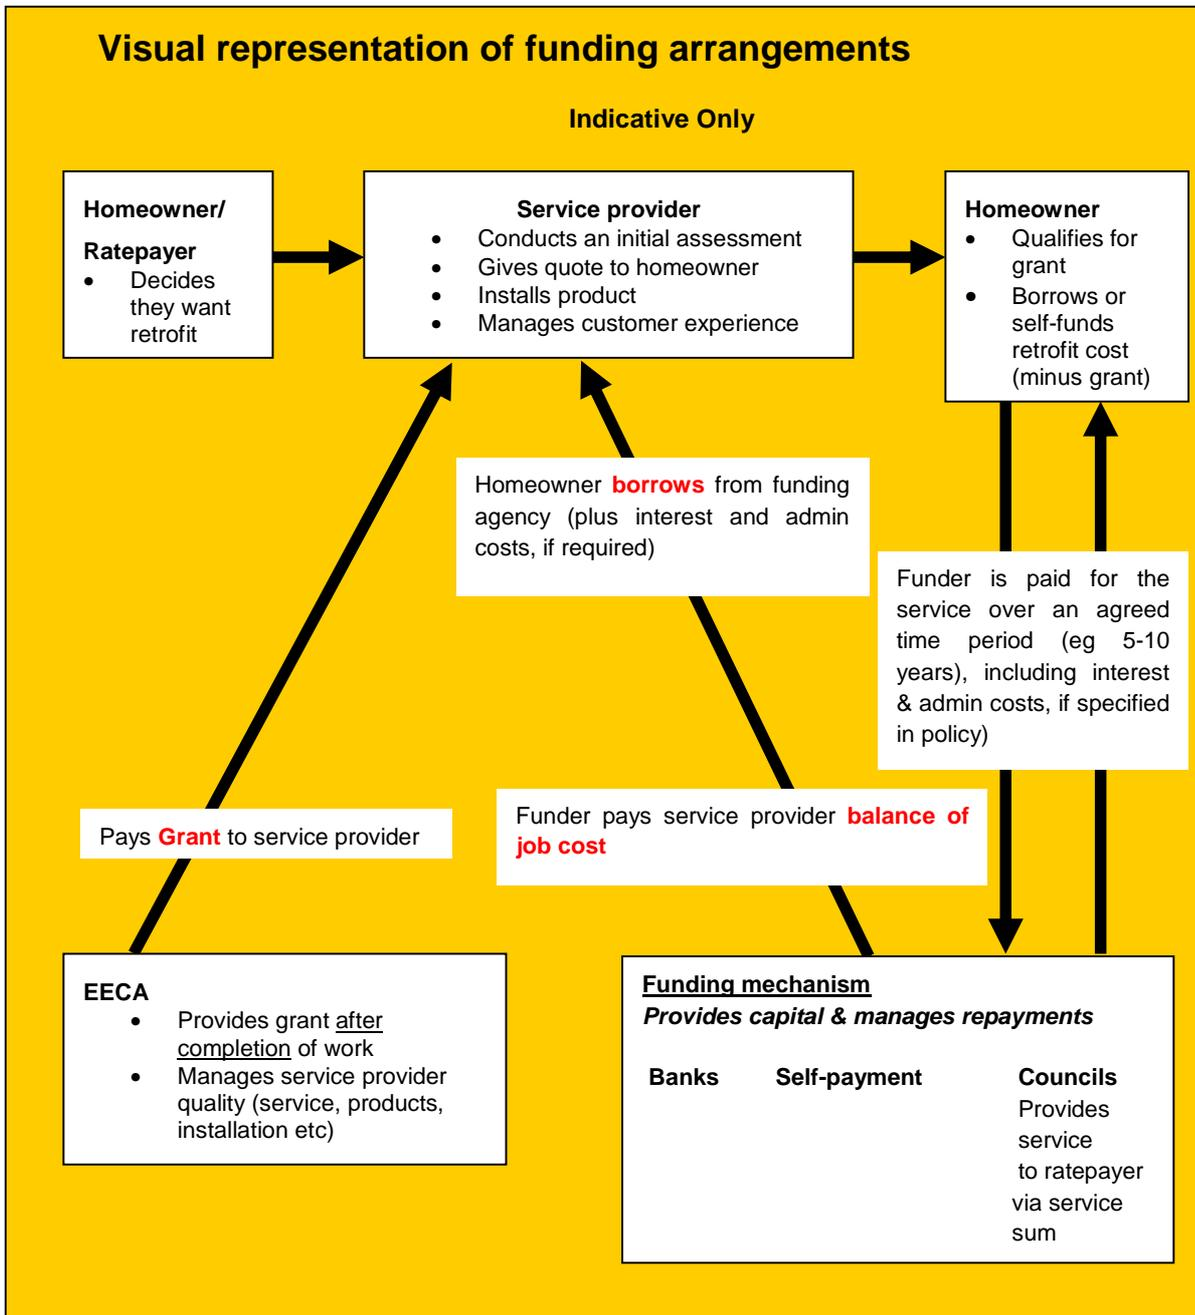 Visual representation of funding arrangements
Indicative Only
Homeowner/
Ratepayer
• Decides
they want
retrofit
Service provider
• Conducts an initial assessment
• Gives quote to homeowner
• Installs product
• Manages customer experience
Homeowner
• Qualifies for
grant
• Borrows or
self-funds
retrofit cost
(minus grant)
Homeowner borrows from funding
agency (plus interest and admin
costs, if required)
Funder is paid for the
service over an agreed
time period (eg 5-10
years), including interest
& admin costs, if specified
in policy)
Pays Grant to service provider
Funder pays service provider balance of
job cost
EECA
• Provides grant after
completion of work
• Manages service provider
quality (service, products,
installation etc)
Funding mechanism
Provides capital & manages repayments
Banks Self-payment Councils
Provides
service
to ratepayer
via service
sum